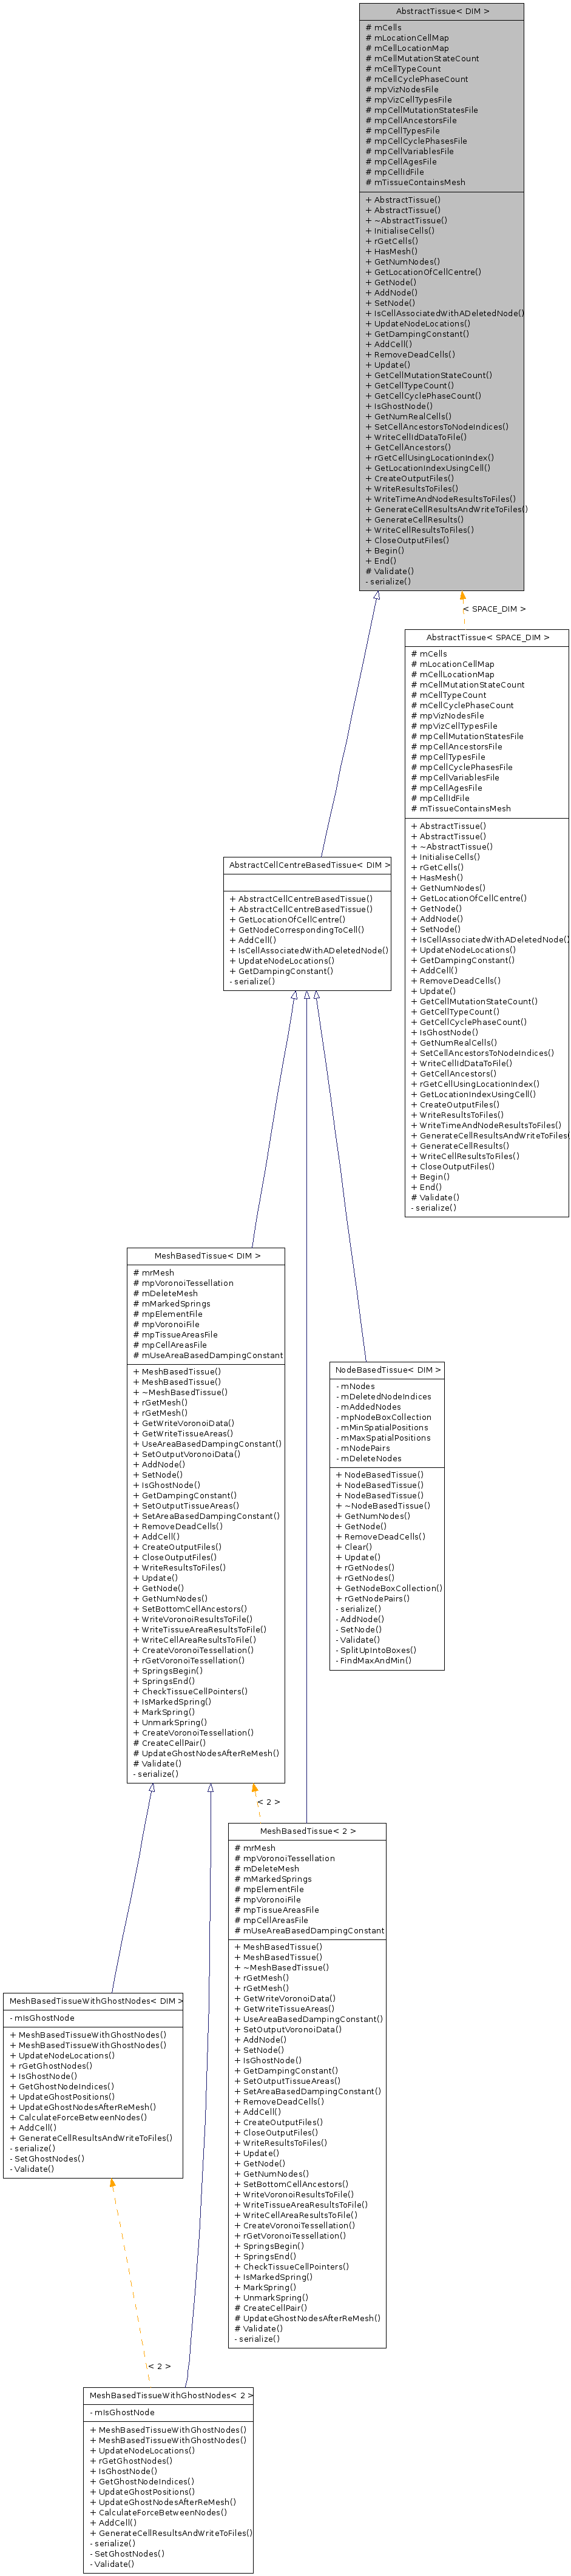 AbstractTissue< DIM >
# mCells
# mLocationCellMap
# mCellLocationMap
# mCellMutationStateCount
# mCellTypeCount
# mCellCyclePhaseCount
# mpVizNodesFile
# mpVizCellTypesFile
# mpCellMutationStatesFile
# mpCellAncestorsFile
# mpCellTypesFile
# mpCellCyclePhasesFile
# mpCellVariablesFile
# mpCellAgesFile
# mpCellIdFile
# mTissueContainsMesh
+ AbstractTissue()
+ AbstractTissue()
+ ~AbstractTissue()
+ InitialiseCells()
+ rGetCells()
+ HasMesh()
+ GetNumNodes()
+ GetLocationOfCellCentre()
+ GetNode()
+ AddNode()
+ SetNode()
+ IsCellAssociatedWithADeletedNode()
+ UpdateNodeLocations()
+ GetDampingConstant()
+ AddCell()
+ RemoveDeadCells()
+ Update()
+ GetCellMutationStateCount()
+ GetCellTypeCount()
+ GetCellCyclePhaseCount()
+ IsGhostNode()
+ GetNumRealCells()
+ SetCellAncestorsToNodeIndices()
+ WriteCellIdDataToFile()
+ GetCellAncestors()
+ rGetCellUsingLocationIndex()
+ GetLocationIndexUsingCell()
+ CreateOutputFiles()
+ WriteResultsToFiles()
+ WriteTimeAndNodeResultsToFiles()
+ GenerateCellResultsAndWriteToFiles()
+ GenerateCellResults()
+ WriteCellResultsToFiles()
+ CloseOutputFiles()
+ Begin()
+ End()
# Validate()
- serialize()
< SPACE_DIM >
AbstractTissue< SPACE_DIM >
# mCells
# mLocationCellMap
# mCellLocationMap
# mCellMutationStateCount
# mCellTypeCount
# mCellCyclePhaseCount
# mpVizNodesFile
# mpVizCellTypesFile
# mpCellMutationStatesFile
# mpCellAncestorsFile
# mpCellTypesFile
# mpCellCyclePhasesFile
# mpCellVariablesFile
# mpCellAgesFile
# mpCellIdFile
# mTissueContainsMesh
+ AbstractTissue()
+ AbstractTissue()
+ ~AbstractTissue()
+ InitialiseCells()
+ rGetCells()
+ HasMesh()
+ GetNumNodes()
+ GetLocationOfCellCentre()
+ GetNode()
+ AddNode()
+ SetNode()
+ IsCellAssociatedWithADeletedNode()
+ UpdateNodeLocations()
+ GetDampingConstant()
+ AddCell()
+ RemoveDeadCells()
+ Update()
+ GetCellMutationStateCount()
+ GetCellTypeCount()
+ GetCellCyclePhaseCount()
+ IsGhostNode()
+ GetNumRealCells()
+ SetCellAncestorsToNodeIndices()
+ WriteCellIdDataToFile()
+ GetCellAncestors()
+ rGetCellUsingLocationIndex()
+ GetLocationIndexUsingCell()
+ CreateOutputFiles()
+ WriteResultsToFiles()
+ WriteTimeAndNodeResultsToFiles()
+ GenerateCellResultsAndWriteToFiles()
+ GenerateCellResults()
+ WriteCellResultsToFiles()
+ CloseOutputFiles()
+ Begin()
+ End()
# Validate()
- serialize()
AbstractCellCentreBasedTissue< DIM >
+ AbstractCellCentreBasedTissue()
+ AbstractCellCentreBasedTissue()
+ GetLocationOfCellCentre()
+ GetNodeCorrespondingToCell()
+ AddCell()
+ IsCellAssociatedWithADeletedNode()
+ UpdateNodeLocations()
+ GetDampingConstant()
- serialize()
MeshBasedTissue< DIM >
# mrMesh
# mpVoronoiTessellation
# mDeleteMesh
# mMarkedSprings
# mpElementFile
# mpVoronoiFile
# mpTissueAreasFile
# mpCellAreasFile
# mUseAreaBasedDampingConstant
+ MeshBasedTissue()
+ MeshBasedTissue()
+ ~MeshBasedTissue()
+ rGetMesh()
+ rGetMesh()
+ GetWriteVoronoiData()
+ GetWriteTissueAreas()
+ UseAreaBasedDampingConstant()
+ SetOutputVoronoiData()
+ AddNode()
+ SetNode()
+ IsGhostNode()
+ GetDampingConstant()
+ SetOutputTissueAreas()
+ SetAreaBasedDampingConstant()
+ RemoveDeadCells()
+ AddCell()
+ CreateOutputFiles()
+ CloseOutputFiles()
+ WriteResultsToFiles()
+ Update()
+ GetNode()
+ GetNumNodes()
+ SetBottomCellAncestors()
+ WriteVoronoiResultsToFile()
+ WriteTissueAreaResultsToFile()
+ WriteCellAreaResultsToFile()
+ CreateVoronoiTessellation()
+ rGetVoronoiTessellation()
+ SpringsBegin()
+ SpringsEnd()
+ CheckTissueCellPointers()
+ IsMarkedSpring()
+ MarkSpring()
+ UnmarkSpring()
+ CreateVoronoiTessellation()
# CreateCellPair()
# UpdateGhostNodesAfterReMesh()
# Validate()
- serialize()
NodeBasedTissue< DIM >
- mNodes
- mDeletedNodeIndices
- mAddedNodes
- mpNodeBoxCollection
- mMinSpatialPositions
- mMaxSpatialPositions
- mNodePairs
- mDeleteNodes
+ NodeBasedTissue()
+ NodeBasedTissue()
+ NodeBasedTissue()
+ ~NodeBasedTissue()
+ GetNumNodes()
+ GetNode()
+ RemoveDeadCells()
+ Clear()
+ Update()
+ rGetNodes()
+ rGetNodes()
+ GetNodeBoxCollection()
+ rGetNodePairs()
- serialize()
- AddNode()
- SetNode()
- Validate()
- SplitUpIntoBoxes()
- FindMaxAndMin()
< 2 >
MeshBasedTissue< 2 >
# mrMesh
# mpVoronoiTessellation
# mDeleteMesh
# mMarkedSprings
# mpElementFile
# mpVoronoiFile
# mpTissueAreasFile
# mpCellAreasFile
# mUseAreaBasedDampingConstant
+ MeshBasedTissue()
+ MeshBasedTissue()
+ ~MeshBasedTissue()
+ rGetMesh()
+ rGetMesh()
+ GetWriteVoronoiData()
+ GetWriteTissueAreas()
+ UseAreaBasedDampingConstant()
+ SetOutputVoronoiData()
+ AddNode()
+ SetNode()
+ IsGhostNode()
+ GetDampingConstant()
+ SetOutputTissueAreas()
+ SetAreaBasedDampingConstant()
+ RemoveDeadCells()
+ AddCell()
+ CreateOutputFiles()
+ CloseOutputFiles()
+ WriteResultsToFiles()
+ Update()
+ GetNode()
+ GetNumNodes()
+ SetBottomCellAncestors()
+ WriteVoronoiResultsToFile()
+ WriteTissueAreaResultsToFile()
+ WriteCellAreaResultsToFile()
+ CreateVoronoiTessellation()
+ rGetVoronoiTessellation()
+ SpringsBegin()
+ SpringsEnd()
+ CheckTissueCellPointers()
+ IsMarkedSpring()
+ MarkSpring()
+ UnmarkSpring()
# CreateCellPair()
# UpdateGhostNodesAfterReMesh()
# Validate()
- serialize()
MeshBasedTissueWithGhostNodes< DIM >
- mIsGhostNode
+ MeshBasedTissueWithGhostNodes()
+ MeshBasedTissueWithGhostNodes()
+ UpdateNodeLocations()
+ rGetGhostNodes()
+ IsGhostNode()
+ GetGhostNodeIndices()
+ UpdateGhostPositions()
+ UpdateGhostNodesAfterReMesh()
+ CalculateForceBetweenNodes()
+ AddCell()
+ GenerateCellResultsAndWriteToFiles()
- serialize()
- SetGhostNodes()
- Validate()
< 2 >
MeshBasedTissueWithGhostNodes< 2 >
- mIsGhostNode
+ MeshBasedTissueWithGhostNodes()
+ MeshBasedTissueWithGhostNodes()
+ UpdateNodeLocations()
+ rGetGhostNodes()
+ IsGhostNode()
+ GetGhostNodeIndices()
+ UpdateGhostPositions()
+ UpdateGhostNodesAfterReMesh()
+ CalculateForceBetweenNodes()
+ AddCell()
+ GenerateCellResultsAndWriteToFiles()
- serialize()
- SetGhostNodes()
- Validate()